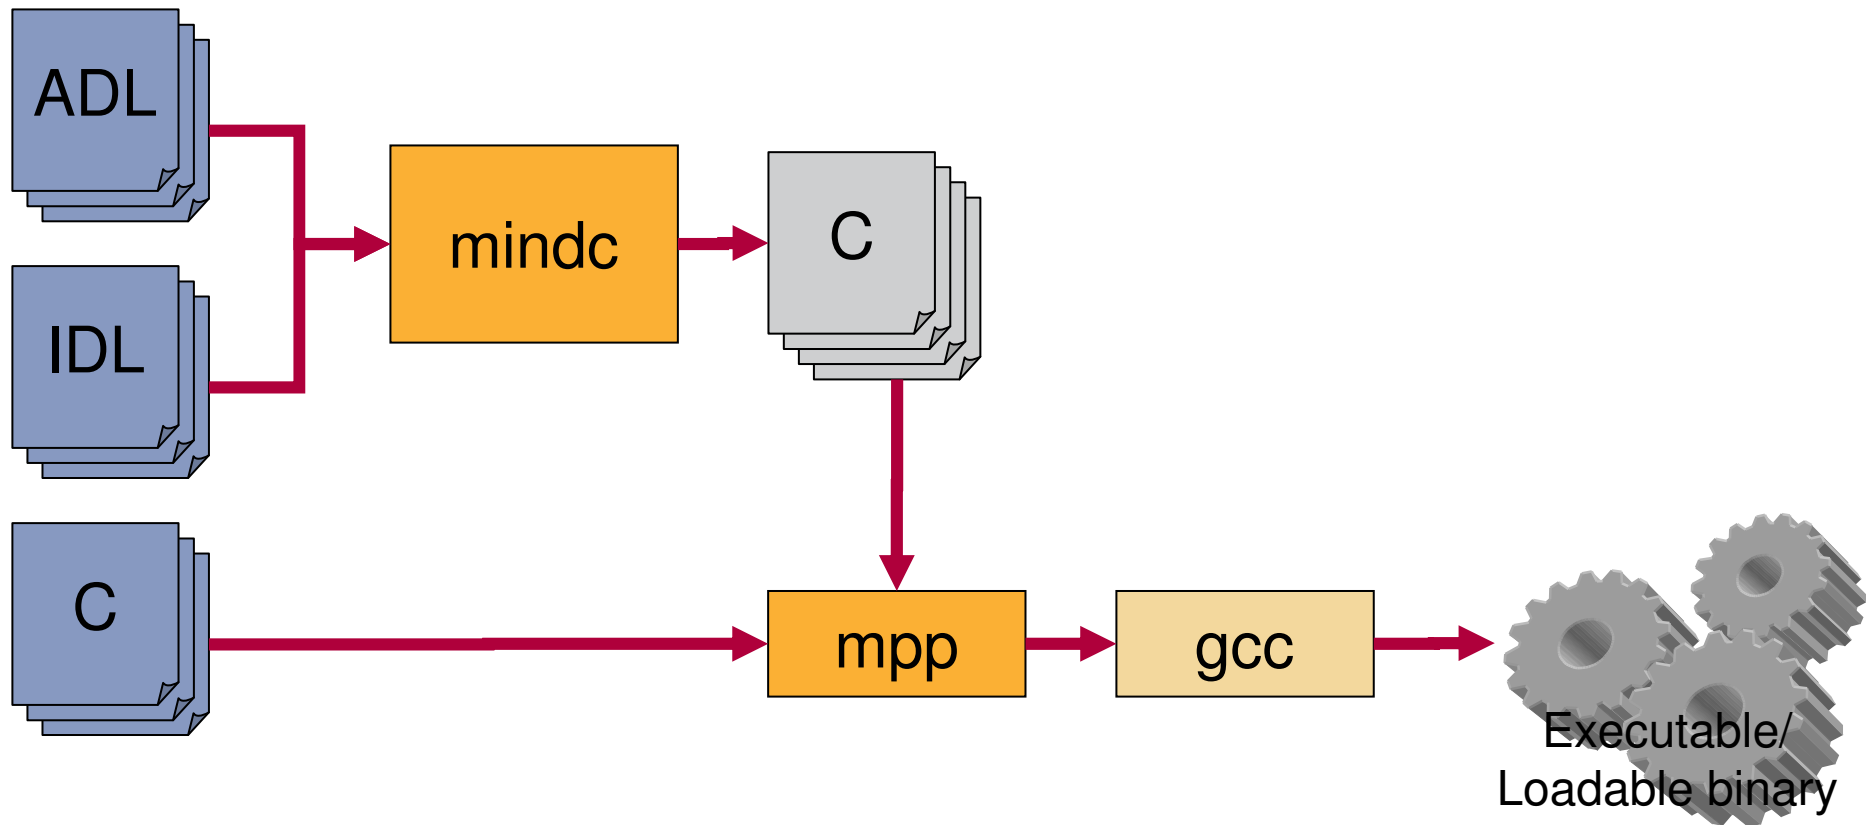 ADL
mindc
C
IDL
C
mpp
gcc
Executable/
Loadable binary